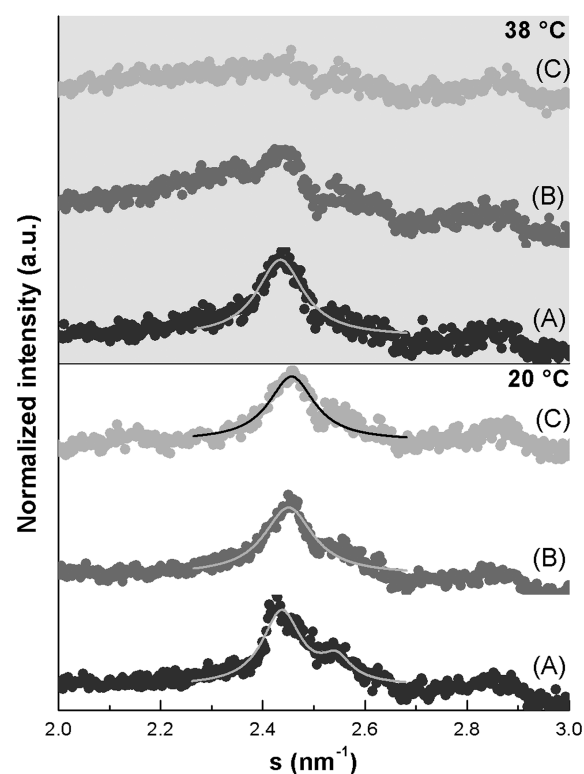 38 °C
(C)
(B)
(A)
20 °C
(C)
(B)
(A)
Normalized intensity (a.u.)
2.0 2.2 2.4 2.6 2.8 3.0
s (nm⁻¹)